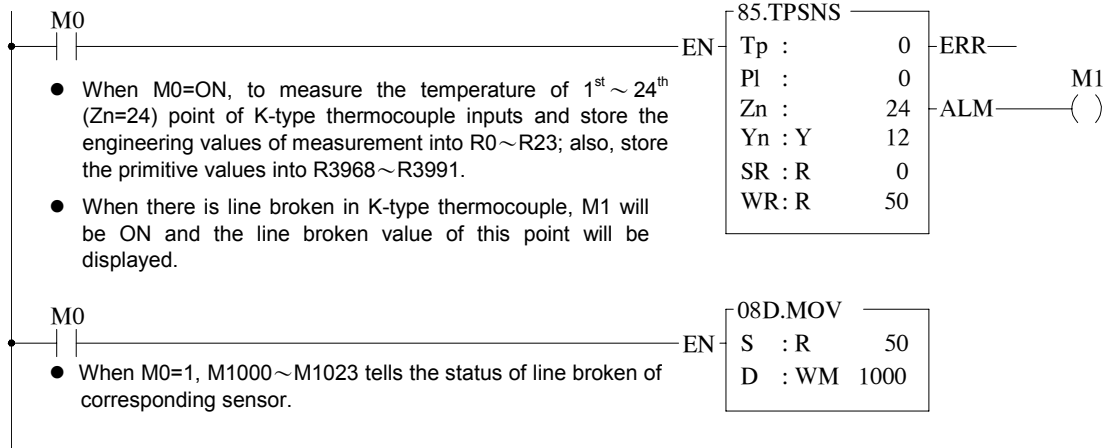 M0
EN
85.TPSNS
Tp : 0
ERR
Pl : 0
Zn : 24
ALM
M1
Yn : Y 12
SR : R 0
WR : R 50
● When M0=ON, to measure the temperature of 1st～24th
(Zn=24) point of K-type thermocouple inputs and store the
engineering values of measurement into R0～R23; also, store
the primitive values into R3968～R3991.
● When there is line broken in K-type thermocouple, M1 will
be ON and the line broken value of this point will be
displayed.
M0
EN
08D.MOV
S : R 50
D : WM 1000
● When M0=1, M1000～M1023 tells the status of line broken of
corresponding sensor.